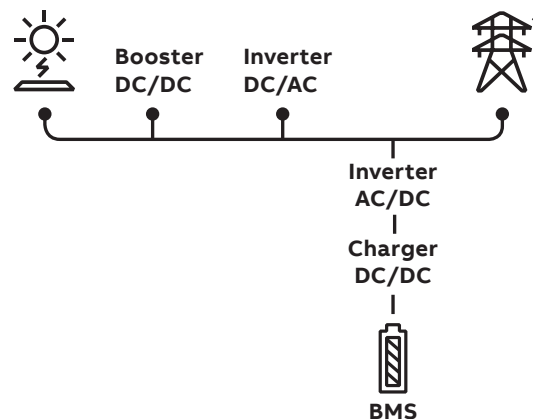 Booster
DC/DC
Inverter
DC/AC
Inverter
AC/DC
Charger
DC/DC
BMS